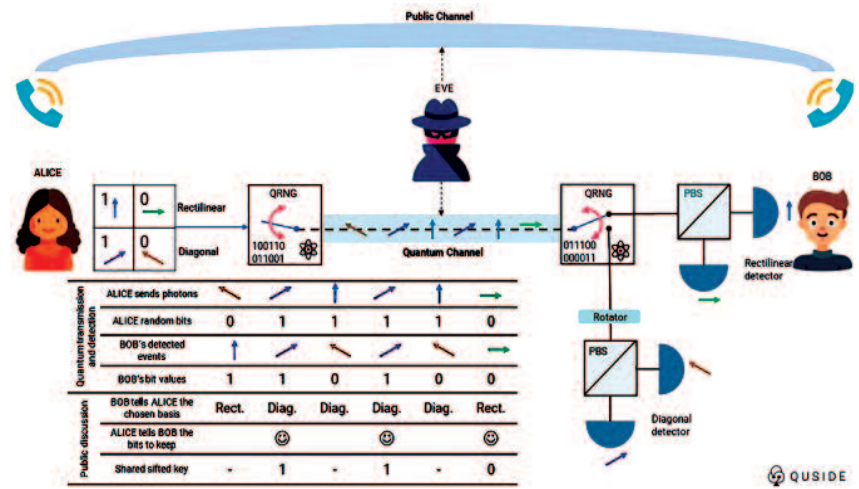 Public Channel
EVE
ALICE
BOB
1 0 Rectilinear
1 0 Diagonal
QRNG
100110
011001
Quantum Channel
QRNG
011100
000011
PBS
Rectilinear
detector
Rotator
PBS
Diagonal
detector
Quantum transmission
and detection
ALICE sends photons
ALICE random bits 0 1 1 1 1 0
BOB's detected
events
BOB's bit values 1 1 0 1 0 0
Public discussion
BOB tells ALICE the
chosen basis Rect. Diag. Diag. Diag. Diag. Rect.
ALICE tells BOB the
bits to keep
Shared sifted key - 1 - 1 - 0
QUSIDE